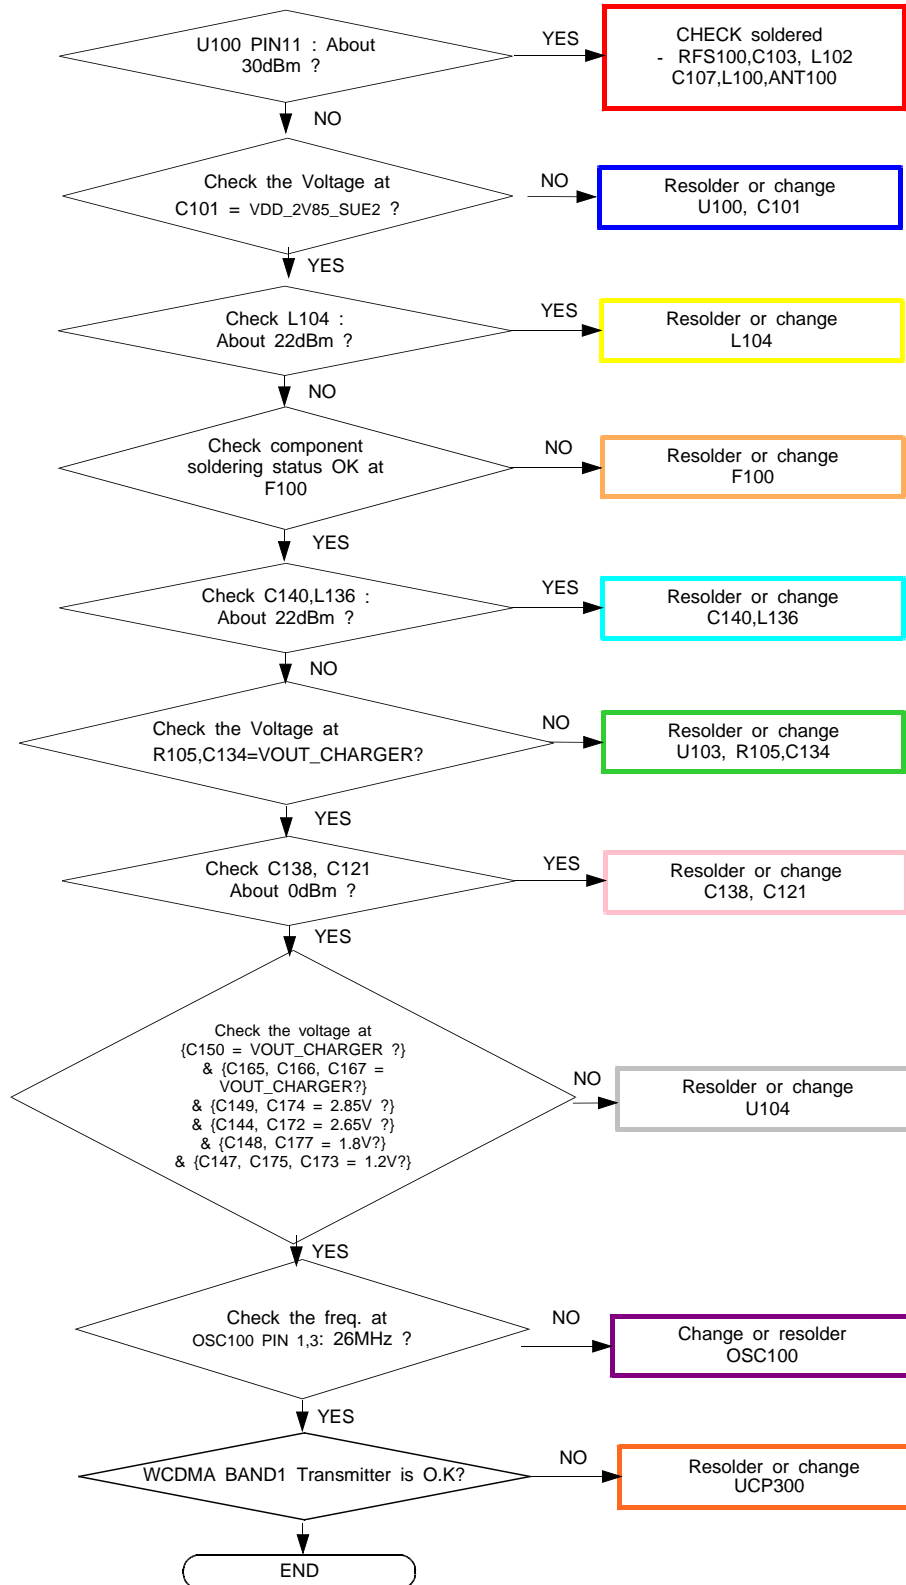 U100 PIN11 : About
30dBm ?
YES
CHECK soldered
- RFS100,C103, L102
C107,L100,ANT100
NO
Check the Voltage at
C101 = VDD_2V85_SUE2 ?
NO
Resolder or change
U100, C101
YES
Check L104 :
About 22dBm ?
YES
Resolder or change
L104
NO
Check component
soldering status OK at
F100
NO
Resolder or change
F100
YES
Check C140,L136 :
About 22dBm ?
YES
Resolder or change
C140,L136
NO
Check the Voltage at
R105,C134=VOUT_CHARGER?
NO
Resolder or change
U103, R105,C134
YES
Check C138, C121
About 0dBm ?
YES
Resolder or change
C138, C121
YES
Check the voltage at
{C150 = VOUT_CHARGER ?}
& {C165, C166, C167 =
VOUT_CHARGER?}
& {C149, C174 = 2.85V ?}
& {C144, C172 = 2.65V ?}
& {C148, C177 = 1.8V?}
& {C147, C175, C173 = 1.2V?}
NO
Resolder or change
U104
YES
Check the freq. at
OSC100 PIN 1,3: 26MHz ?
NO
Change or resolder
OSC100
YES
WCDMA BAND1 Transmitter is O.K?
NO
Resolder or change
UCP300
END